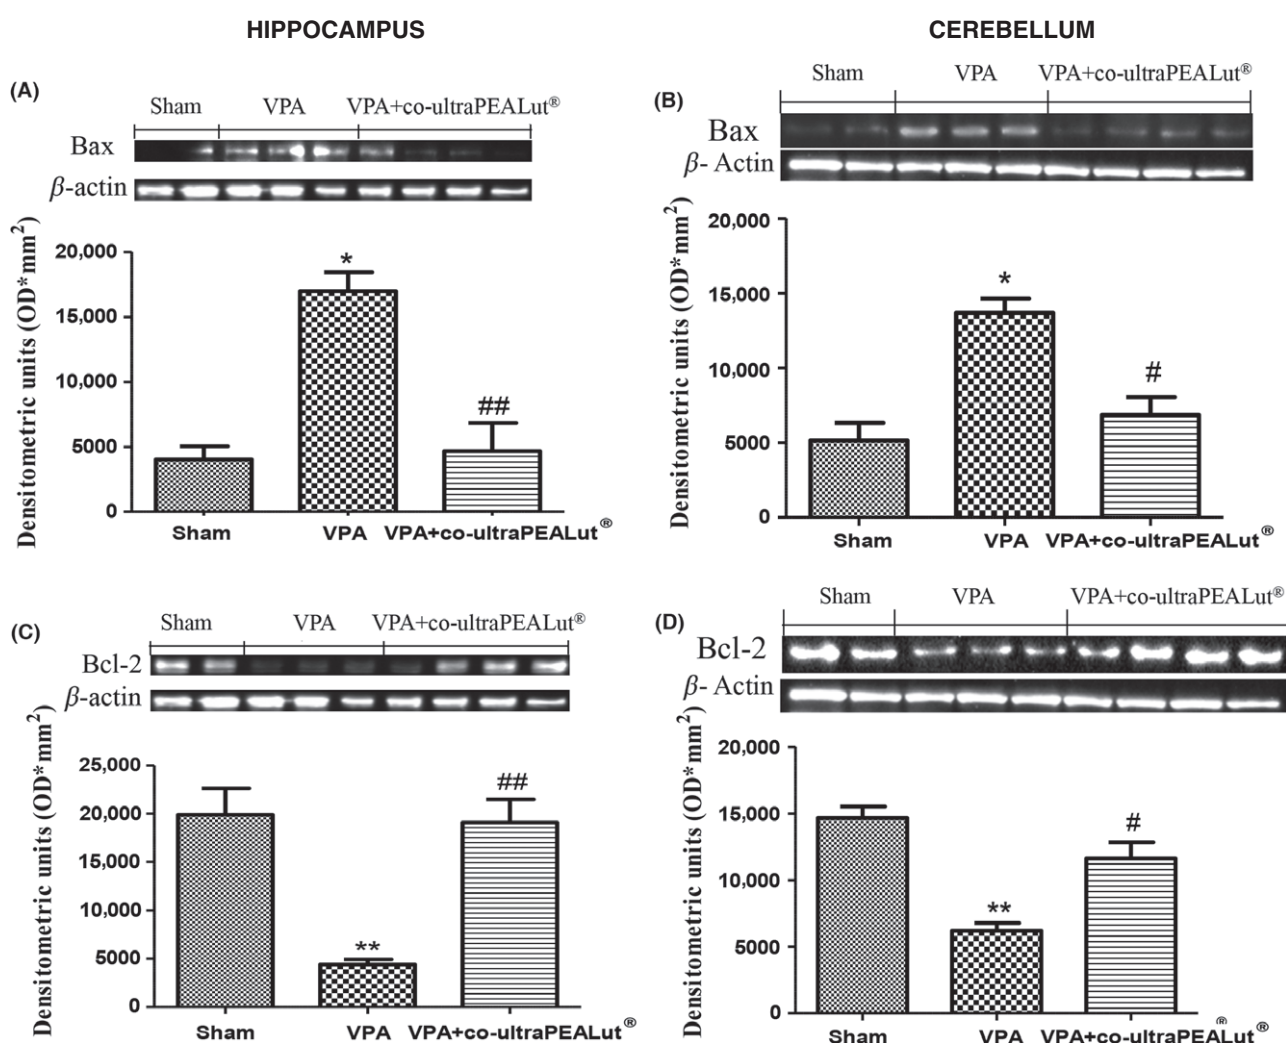 HIPPOCAMPUS
CEREBELLUM
(A)
Sham VPA VPA+co-ultraPEALut®
Bax
β-actin
Densitometric units (OD*mm²)
20,000
15,000
10,000
5000
0
*
##
Sham VPA VPA+co-ultraPEALut®
(B)
Sham VPA VPA+co-ultraPEALut®
Bax
β- Actin
Densitometric units (OD*mm²)
20,000
15,000
10,000
5000
0
*
#
Sham VPA VPA+co-ultraPEALut®
(C)
Sham VPA VPA+co-ultraPEALut®
Bcl-2
β-actin
Densitometric units (OD*mm²)
25,000
20,000
15,000
10,000
5000
0
**
##
Sham VPA VPA+co-ultraPEALut®
(D)
Sham VPA VPA+co-ultraPEALut®
Bcl-2
β- Actin
Densitometric units (OD*mm²)
20,000
15,000
10,000
5000
0
**
#
®
Sham VPA VPA+co-ultraPEALut®